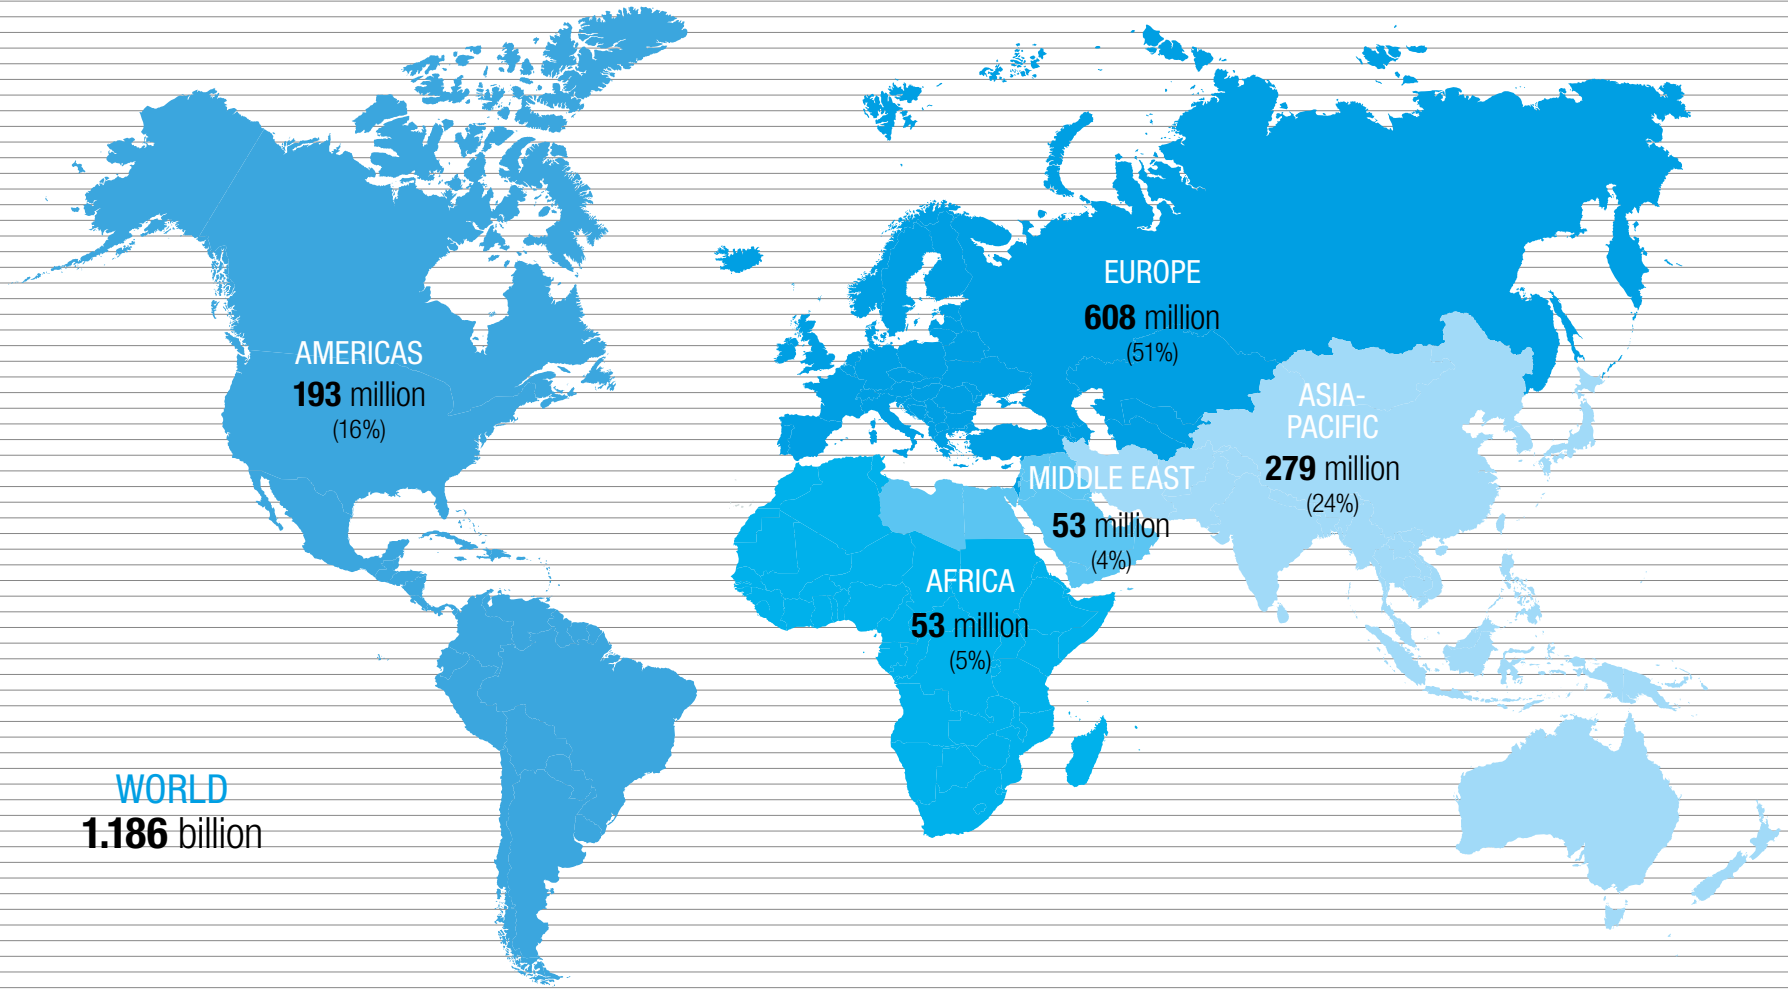 EUROPE
608 million
(51%)
AMERICAS
193 million
(16%)
ASIA-
PACIFIC
279 million
(24%)
MIDDLE EAST
53 million
(4%)
AFRICA
53 million
(5%)
WORLD
1.186 billion